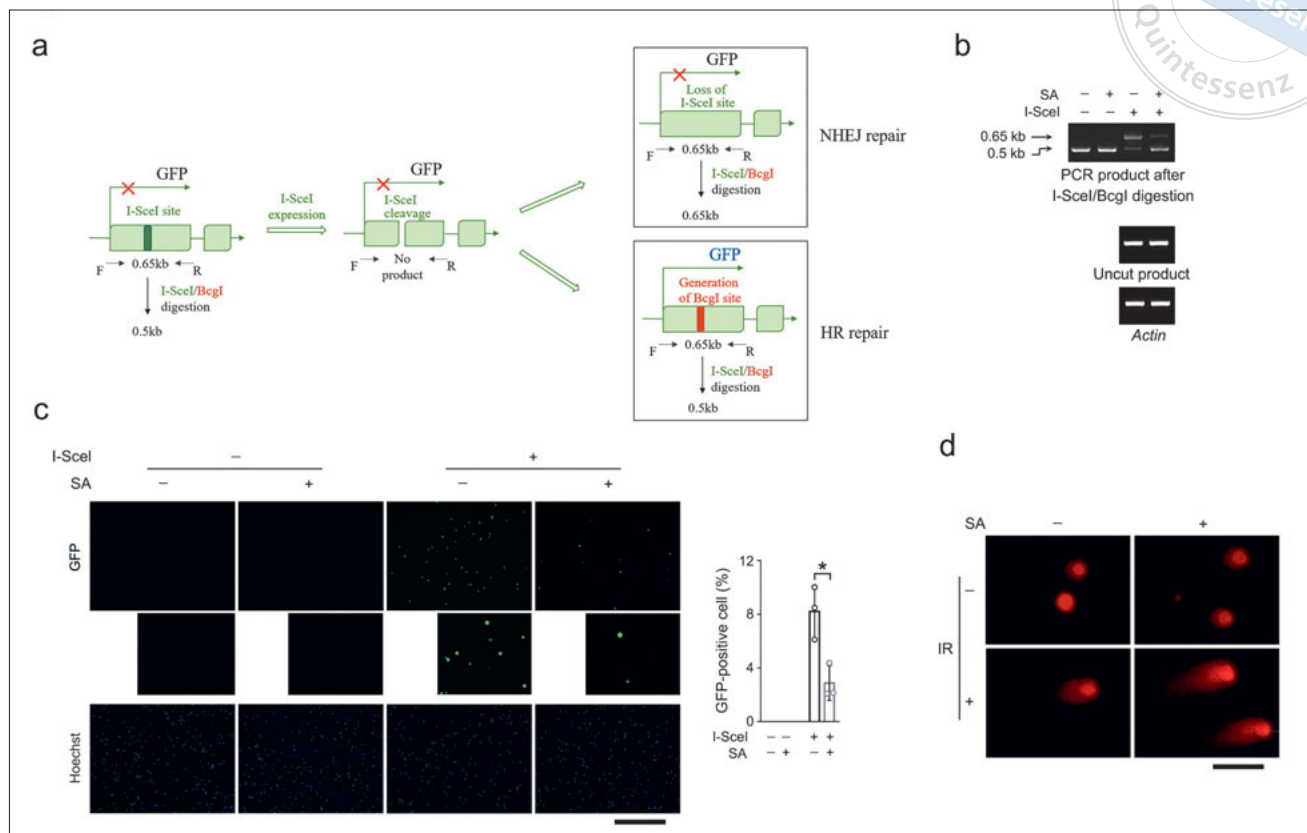 Quintessenz
a
GFP
I-SceI site
F 0.65kb R
I-SceI/BcgI
digestion
0.5kb
I-SceI
expression
GFP
I-SceI
cleavage
F No R
product
GFP
Loss of
I-SceI site
F 0.65kb R
I-SceI/BcgI
digestion
0.65kb
NHEJ repair
GFP
Generation
of BcgI site
F 0.65kb R
I-SceI/BcgI
digestion
0.5kb
HR repair
b
SA − + − +
I-SceI − − + +
0.65 kb
0.5 kb
PCR product after
I-SceI/BcgI digestion
Uncut product
Actin
c
I-SceI − +
SA − + − +
GFP
Hoechst
GFP-positive cell (%)
12
8
4
0
*
I-SceI − − + +
SA − + − +
d
SA − +
IR
−
+